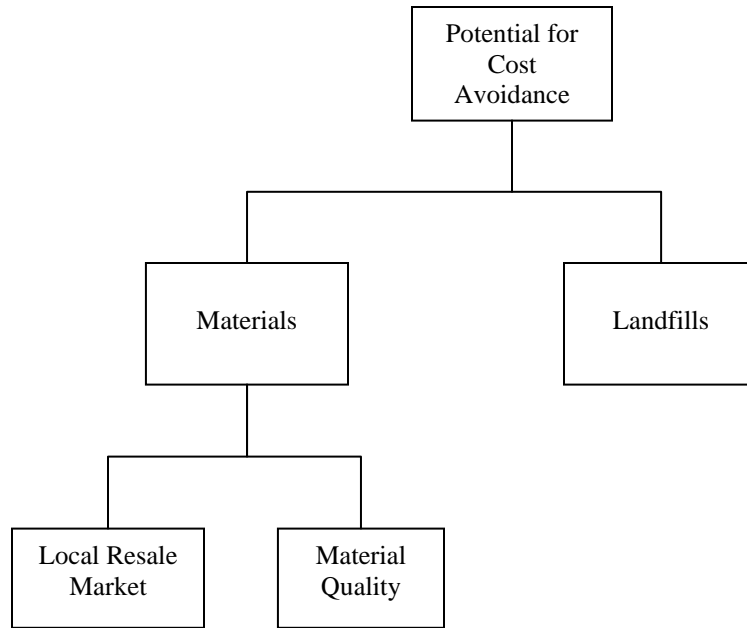 Potential for
Cost
Avoidance
Materials
Landfills
Local Resale
Market
Material
Quality